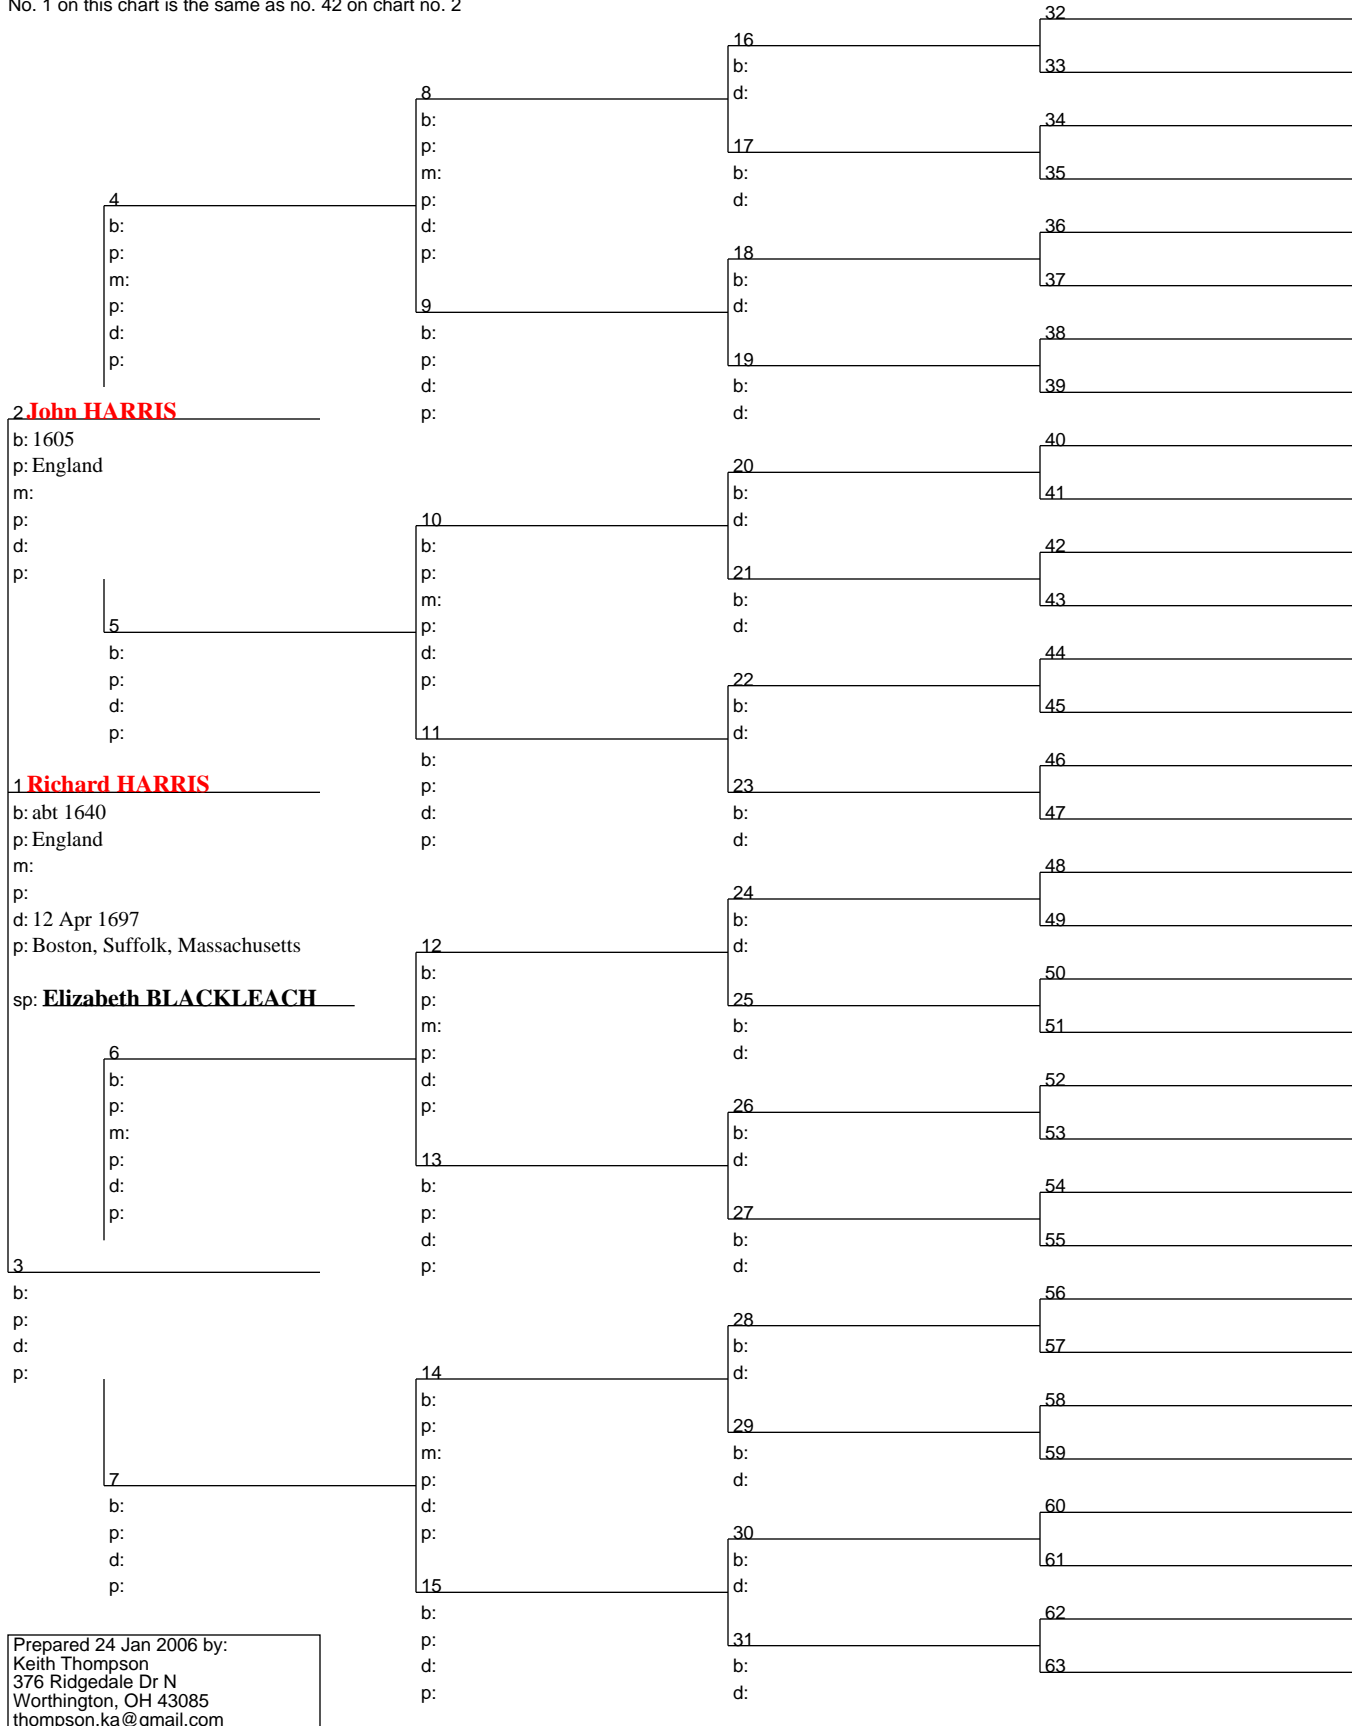 No. 1 on this chart is the same as no. 42 on chart no. 2
2 John HARRIS
b: 1605
p: England
m:
p:
d:
p:
1 Richard HARRIS
b: abt 1640
p: England
m:
p:
d: 12 Apr 1697
p: Boston, Suffolk, Massachusetts
sp: Elizabeth BLACKLEACH
3
b:
p:
d:
p:
4
b:
p:
m:
p:
d:
p:
5
b:
p:
d:
p:
6
b:
p:
m:
p:
d:
p:
7
b:
p:
d:
p:
8
b:
p:
m:
p:
d:
p:
9
b:
p:
d:
p:
10
b:
p:
m:
p:
d:
p:
11
b:
p:
d:
p:
12
b:
p:
m:
p:
d:
p:
13
b:
p:
d:
p:
14
b:
p:
m:
p:
d:
p:
15
b:
p:
d:
p:
16
b:
d:
17
b:
d:
18
b:
d:
19
b:
d:
20
b:
d:
21
b:
d:
22
b:
d:
23
b:
d:
24
b:
d:
25
b:
d:
26
b:
d:
27
b:
d:
28
b:
d:
29
b:
d:
30
b:
d:
31
b:
d:
32
33
34
35
36
37
38
39
40
41
42
43
44
45
46
47
48
49
50
51
52
53
54
55
56
57
58
59
60
61
62
63
Prepared 24 Jan 2006 by:
Keith Thompson
376 Ridgedale Dr N
Worthington, OH 43085
thompson.ka@gmail.com